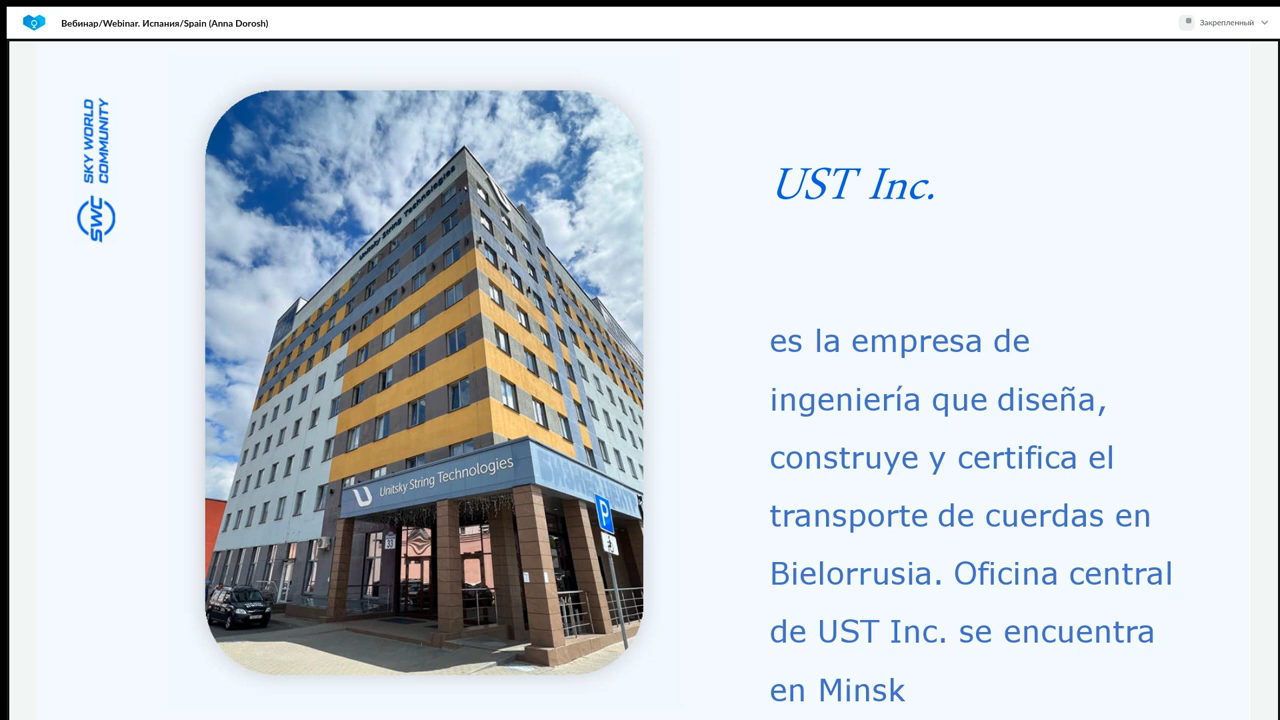 Вебинар/Webinar. Испания/Spain (Anna Dorosh)
Закрепленный
SKY WORLD
COMMUNITY
SWC
Unitsky String Technologies
Unitsky String Technologies
P
33
UST Inc.
es la empresa de
ingeniería que diseña,
construye y certifica el
transporte de cuerdas en
Bielorrusia. Oficina central
de UST Inc. se encuentra
en Minsk